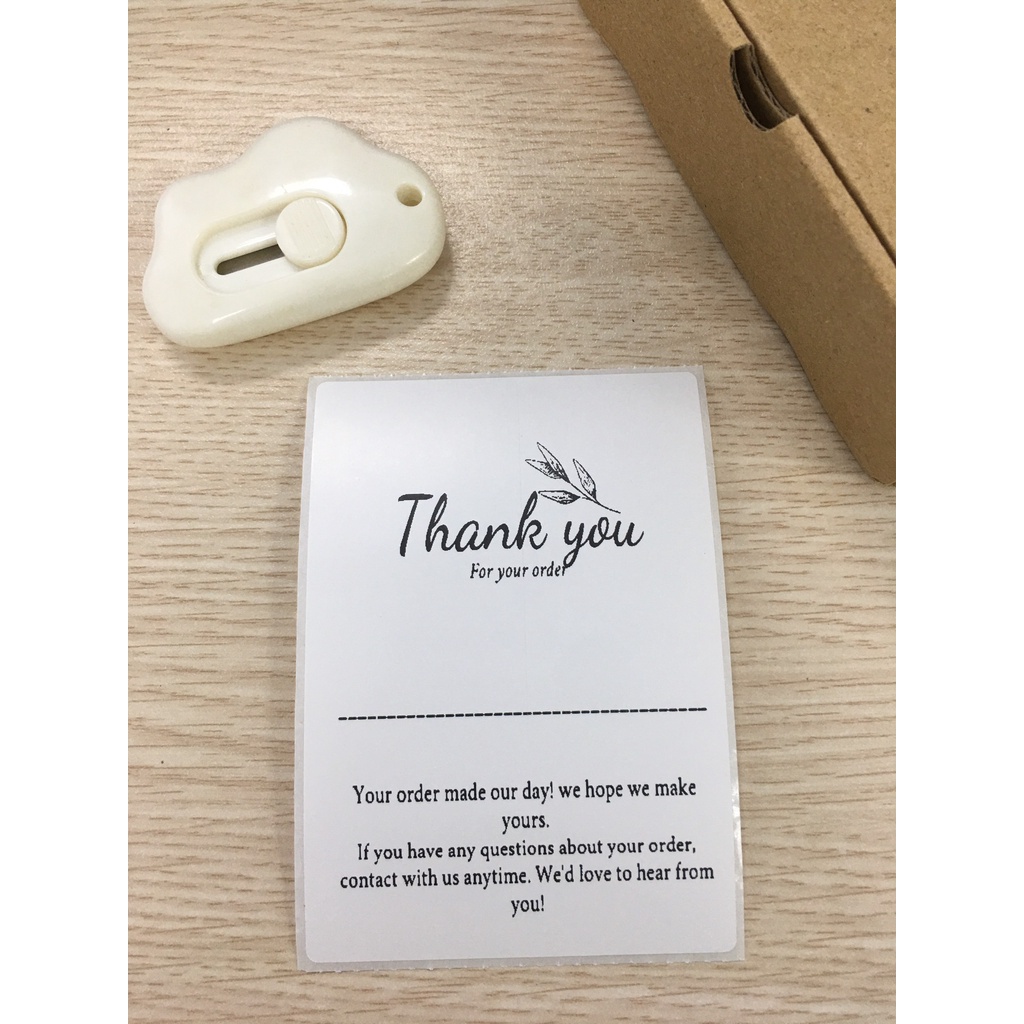 Thank you
For your order
Your order made our day! we hope we make
yours.
If you have any questions about your order,
contact with us anytime. We'd love to hear from
you!